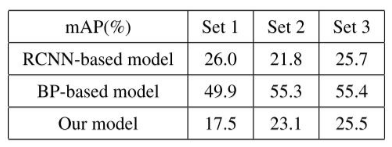 mAP(%) Set 1 Set 2 Set 3
RCNN-based model 26.0 21.8 25.7
BP-based model 49.9 55.3 55.4
Our model 17.5 23.1 25.5